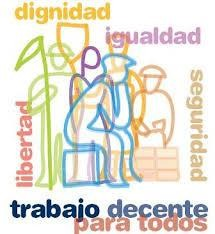 dignidad
igualdad
libertad
seguridad
trabajo decente
para todos